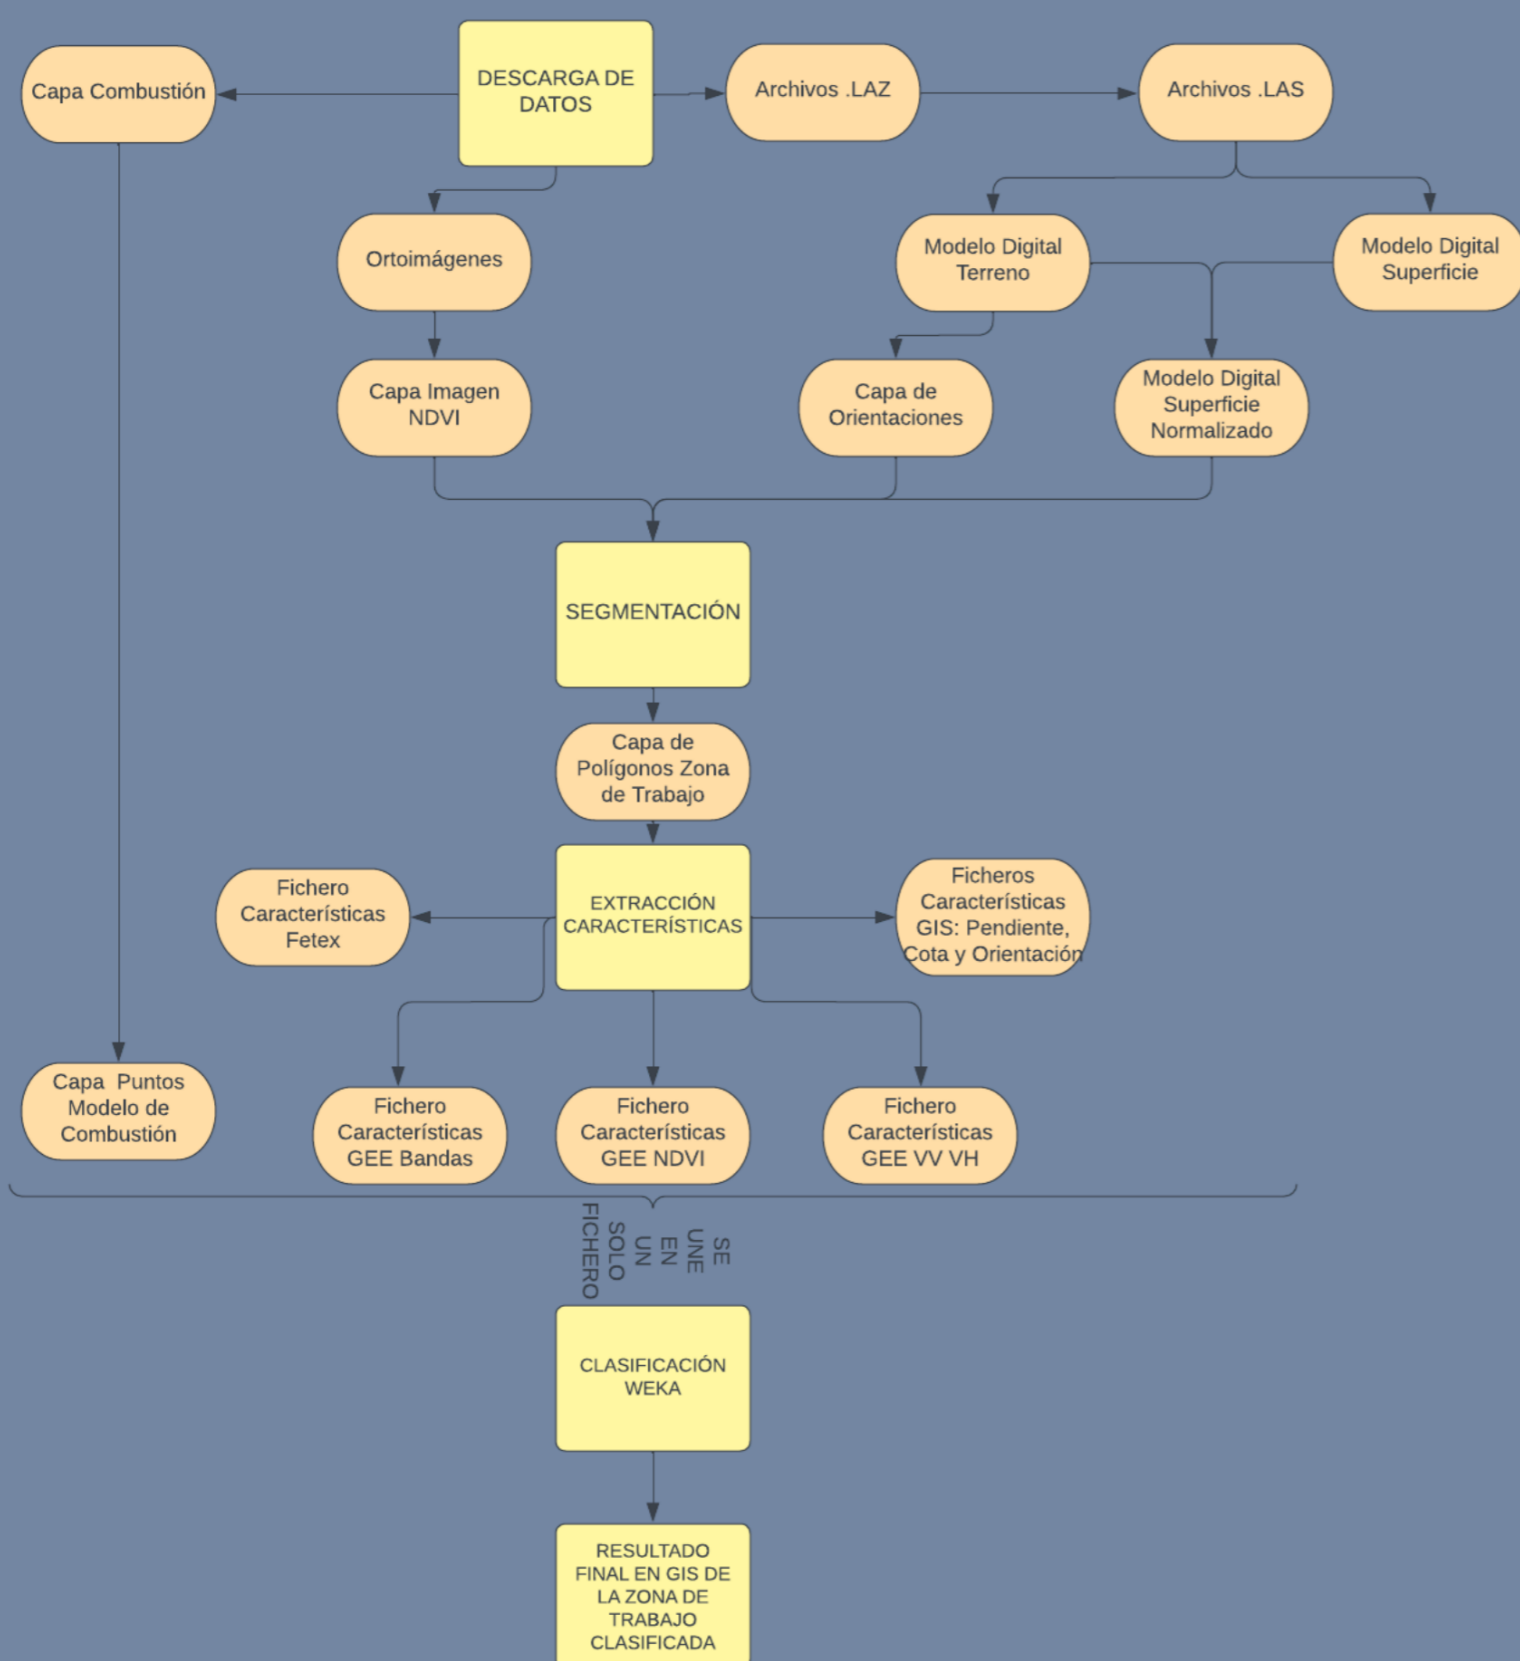 DESCARGA DE
DATOS
Capa Combustión
Archivos .LAZ
Archivos .LAS
Ortoimágenes
Modelo Digital
Terreno
Modelo Digital
Superficie
Capa Imagen
NDVI
Capa de
Orientaciones
Modelo Digital
Superficie
Normalizado
SEGMENTACIÓN
Capa de
Polígonos Zona
de Trabajo
EXTRACCIÓN
CARACTERÍSTICAS
Fichero
Características
Fetex
Ficheros
Características
GIS: Pendiente,
Cota y Orientación
Capa  Puntos
Modelo de
Combustión
Fichero
Características
GEE Bandas
Fichero
Características
GEE NDVI
Fichero
Características
GEE VV VH
SE
UNE
EN
UN
SOLO
FICHERO
CLASIFICACIÓN
WEKA
RESULTADO
FINAL EN GIS DE
LA ZONA DE
TRABAJO
CLASIFICADA